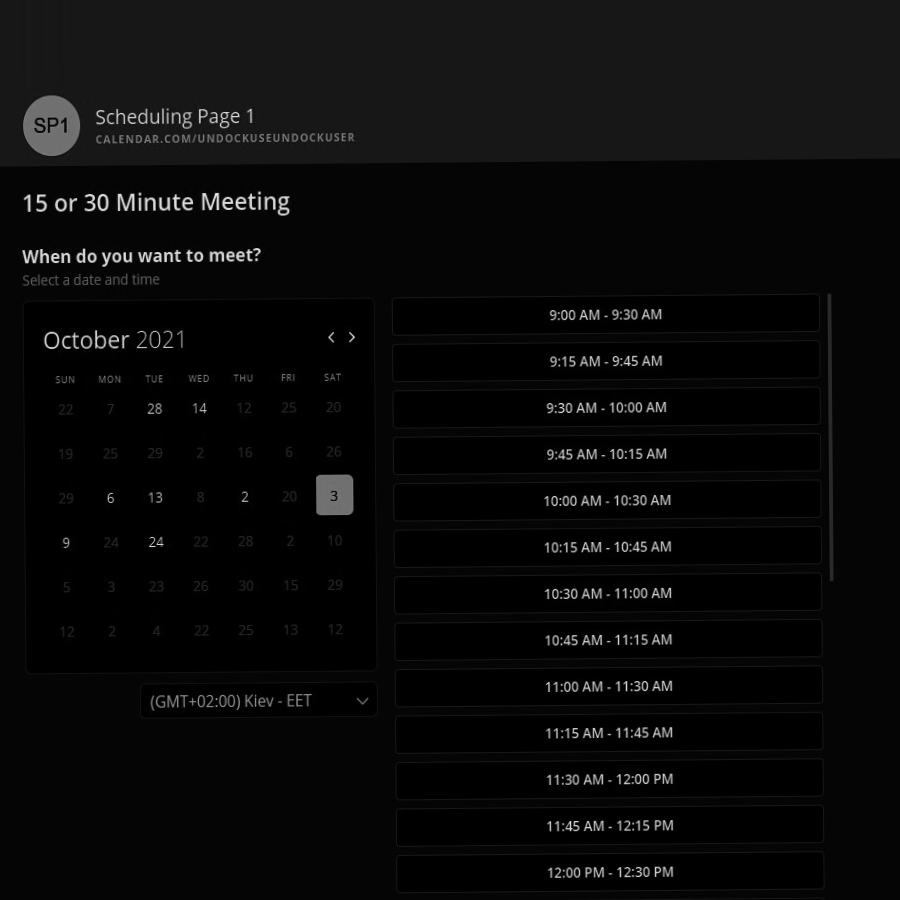 SP1
Scheduling Page 1
CALENDAR.COM/UNDOCKUSEUNDOCKUSER
15 or 30 Minute Meeting
When do you want to meet?
Select a date and time
October 2021
SUN MON TUE WED THU FRI SAT
22 7 28 14 12 25 20
19 25 29 2 16 6 26
29 6 13 8 2 20 3
9 24 24 22 28 2 10
5 3 23 26 30 15 29
12 2 4 22 25 13 12
(GMT+02:00) Kiev - EET
9:00 AM - 9:30 AM
9:15 AM - 9:45 AM
9:30 AM - 10:00 AM
9:45 AM - 10:15 AM
10:00 AM - 10:30 AM
10:15 AM - 10:45 AM
10:30 AM - 11:00 AM
10:45 AM - 11:15 AM
11:00 AM - 11:30 AM
11:15 AM - 11:45 AM
11:30 AM - 12:00 PM
11:45 AM - 12:15 PM
12:00 PM - 12:30 PM